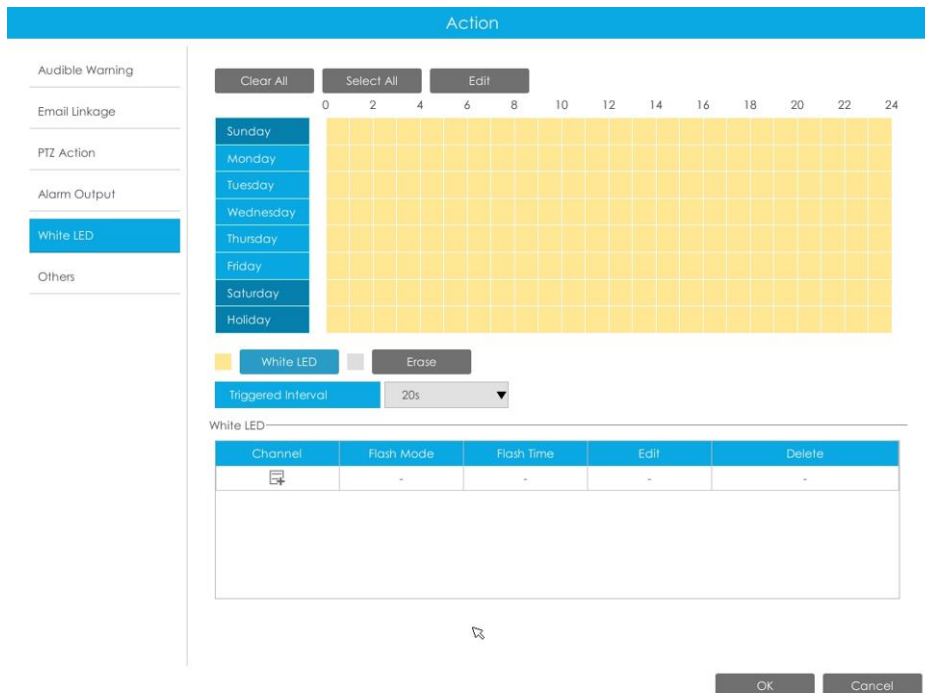 Action
Audible Warning
Email Linkage
PTZ Action
Alarm Output
White LED
Others
Clear All Select All Edit
0 2 4 6 8 10 12 14 16 18 20 22 24
Sunday
Monday
Tuesday
Wednesday
Thursday
Friday
Saturday
Holiday
White LED Erase
Triggered Interval 20s
White LED
Channel Flash Mode Flash Time Edit Delete
- - - -
OK Cancel